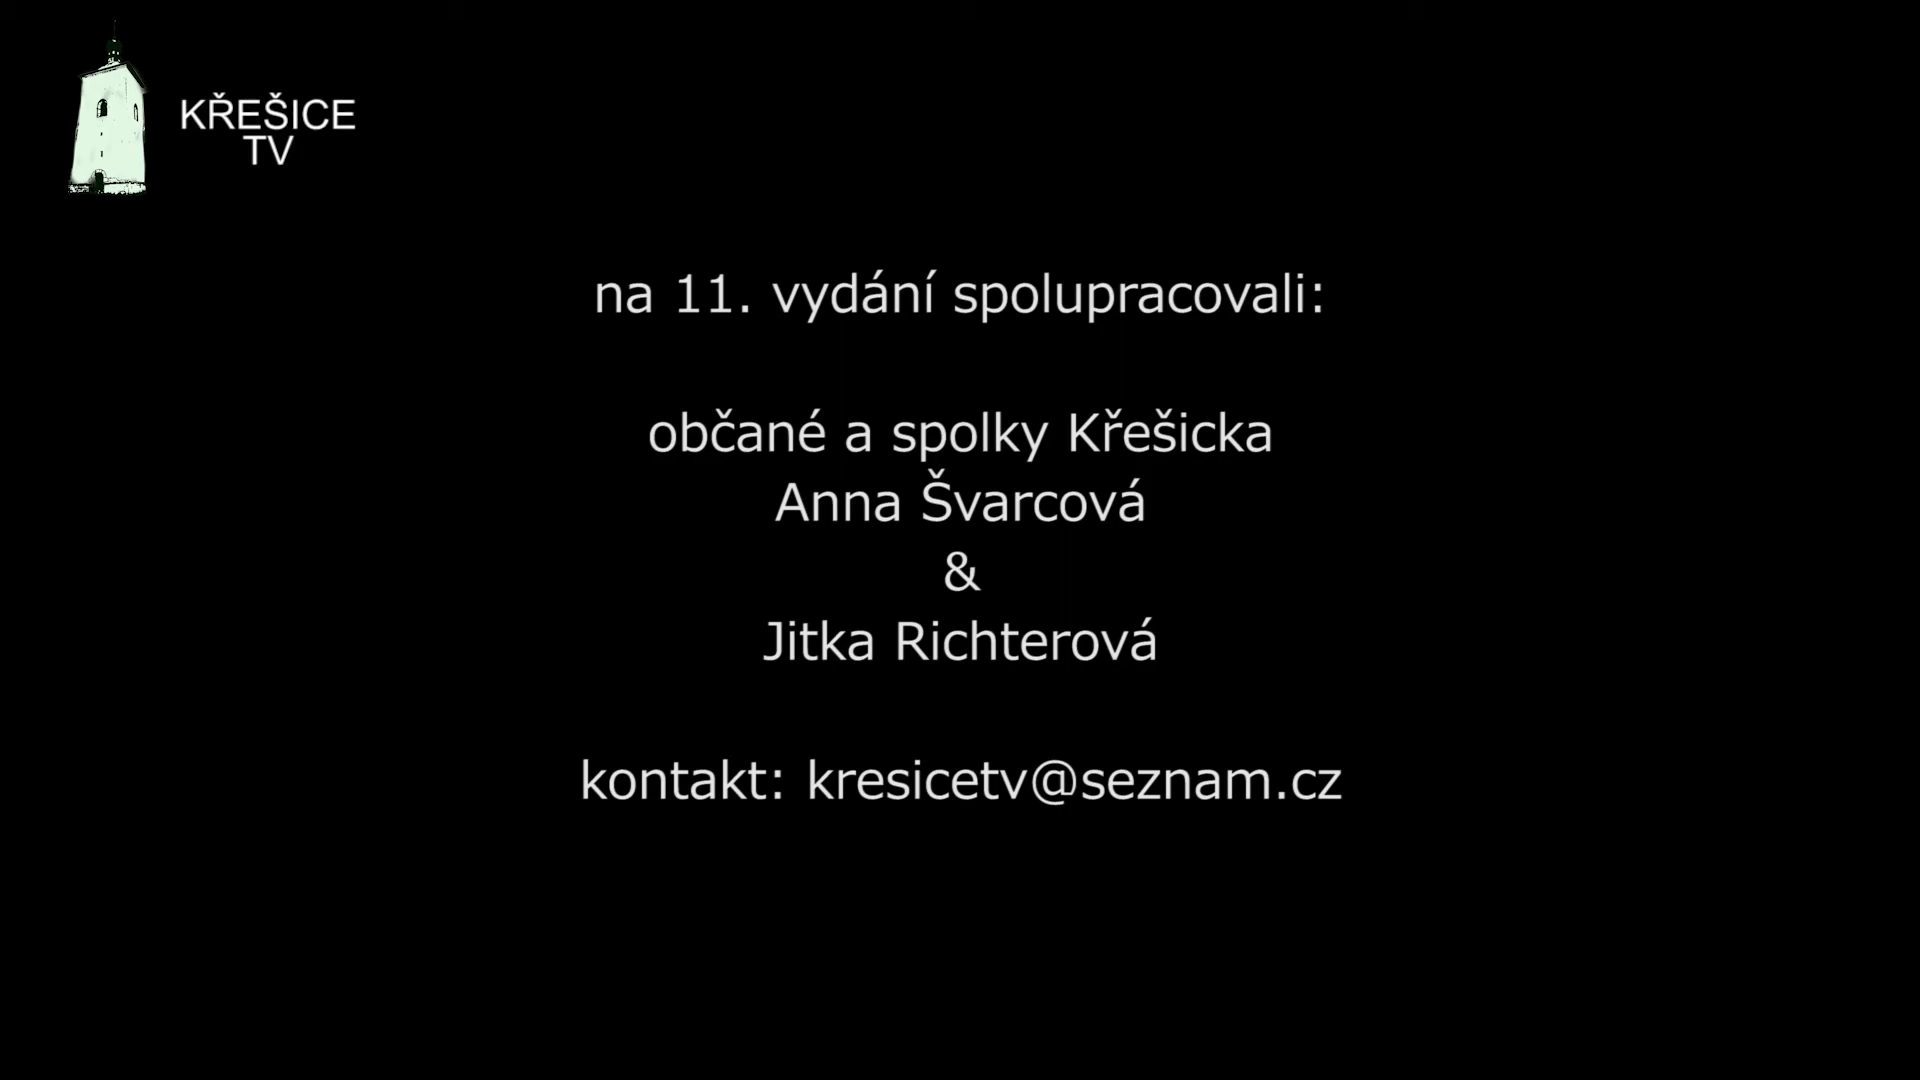 KŘEŠICE
TV
na 11. vydání spolupracovali:
občané a spolky Křešicka
Anna Švarcová
&
Jitka Richterová
kontakt: kresicetv@seznam.cz